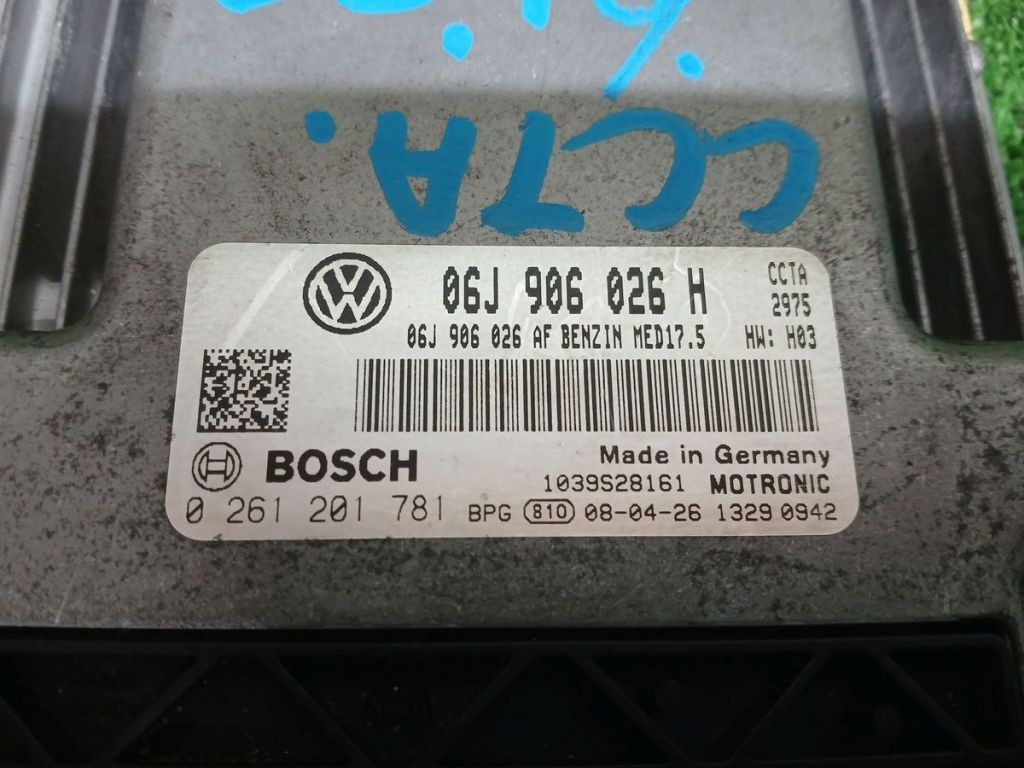 CCTA.
06J 906 026 H
CCTA
2975
06J 906 026 AF BENZIN MED17.5 HW: H03
BOSCH
Made in Germany
1039S28161 MOTRONIC
0 261 201 781 BPG 810 08-04-26 1329 0942